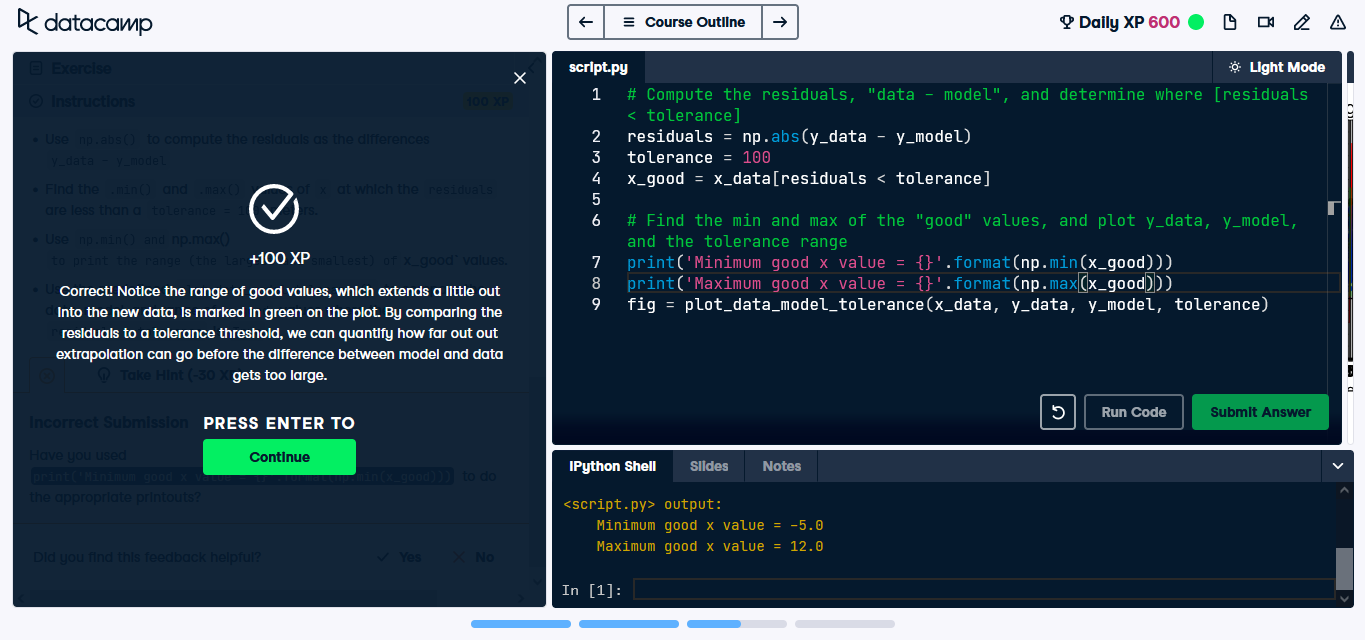 datacamp
Course Outline
Daily XP 600
Exercise
Instructions
100 XP
Use np.abs() to compute the residuals as the differences
y_data - y_model
Find the .min() and .max() of x at which the residuals
are less than a tolerance =
Use np.min() and np.max()
to print the range (the of x_good` values.
+100 XP
Correct! Notice the range of good values, which extends a little out
into the new data, is marked in green on the plot. By comparing the
residuals to a tolerance threshold, we can quantify how far out out
extrapolation can go before the difference between model and data
gets too large.
Take Hint (-30 XP
Incorrect Submission
PRESS ENTER TO
Continue
Have you used
print('Minimum good x value = {}'.format(np.min(x_good))) to do
the appropriate printouts?
Did you find this feedback helpful?
Yes
No
script.py
Light Mode
1 # Compute the residuals, "data - model", and determine where [residuals
< tolerance]
2 residuals = np.abs(y_data - y_model)
3 tolerance = 100
4 x_good = x_data[residuals < tolerance]
5
6 # Find the min and max of the "good" values, and plot y_data, y_model,
and the tolerance range
7 print('Minimum good x value = {}'.format(np.min(x_good)))
8 print('Maximum good x value = {}'.format(np.max(x_good)))
9 fig = plot_data_model_tolerance(x_data, y_data, y_model, tolerance)
Run Code
Submit Answer
IPython Shell
Slides
Notes
<script.py> output:
Minimum good x value = -5.0
Maximum good x value = 12.0
In [1]: